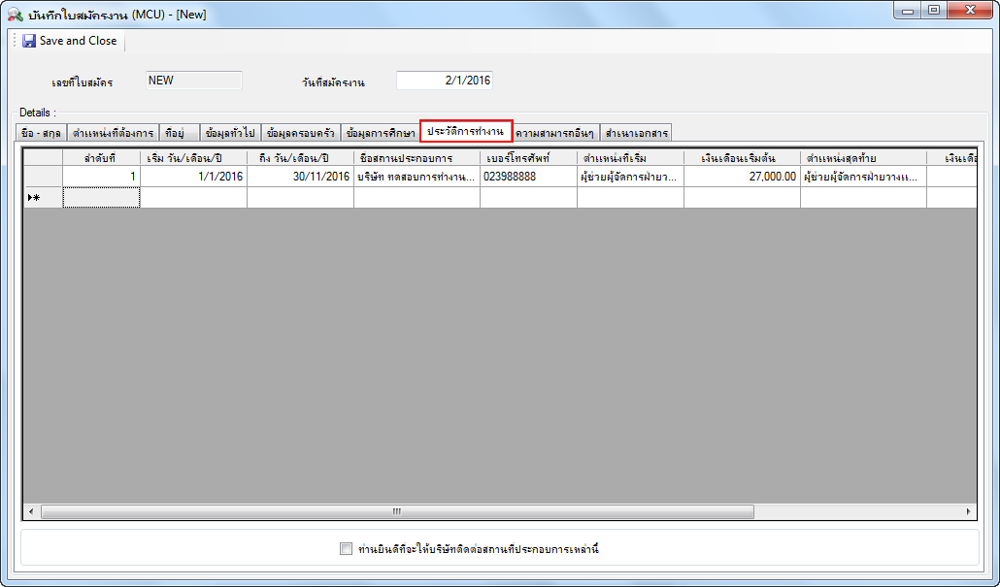 บันทึกใบสมัครงาน (MCU) - [New]
Save and Close
เลขที่ใบสมัคร NEW วันที่สมัครงาน 2/1/2016
Details :
ชื่อ - สกุล ตำแหน่งที่ต้องการ ที่อยู่ ข้อมูลทั่วไป ข้อมูลครอบครัว ข้อมูลการศึกษา ประวัติการทำงาน ความสามารถอื่นๆ สำเนาเอกสาร
ลำดับที่ เริ่ม วัน/เดือน/ปี ถึง วัน/เดือน/ปี ชื่อสถานประกอบการ เบอร์โทรศัพท์ ตำแหน่งที่เริ่ม เงินเดือนเริ่มต้น ตำแหน่งสุดท้าย เงินเดือ
1 1/1/2016 30/11/2016 บริษัท ทดสอบการทำงาน... 023988888 ผู้ช่วยผู้จัดการฝ่ายว... 27,000.00 ผู้ช่วยผู้จัดการฝ่ายวางแ...
ท่านยินดีที่จะให้บริษัทติดต่อสถานที่ประกอบการเหล่านี้